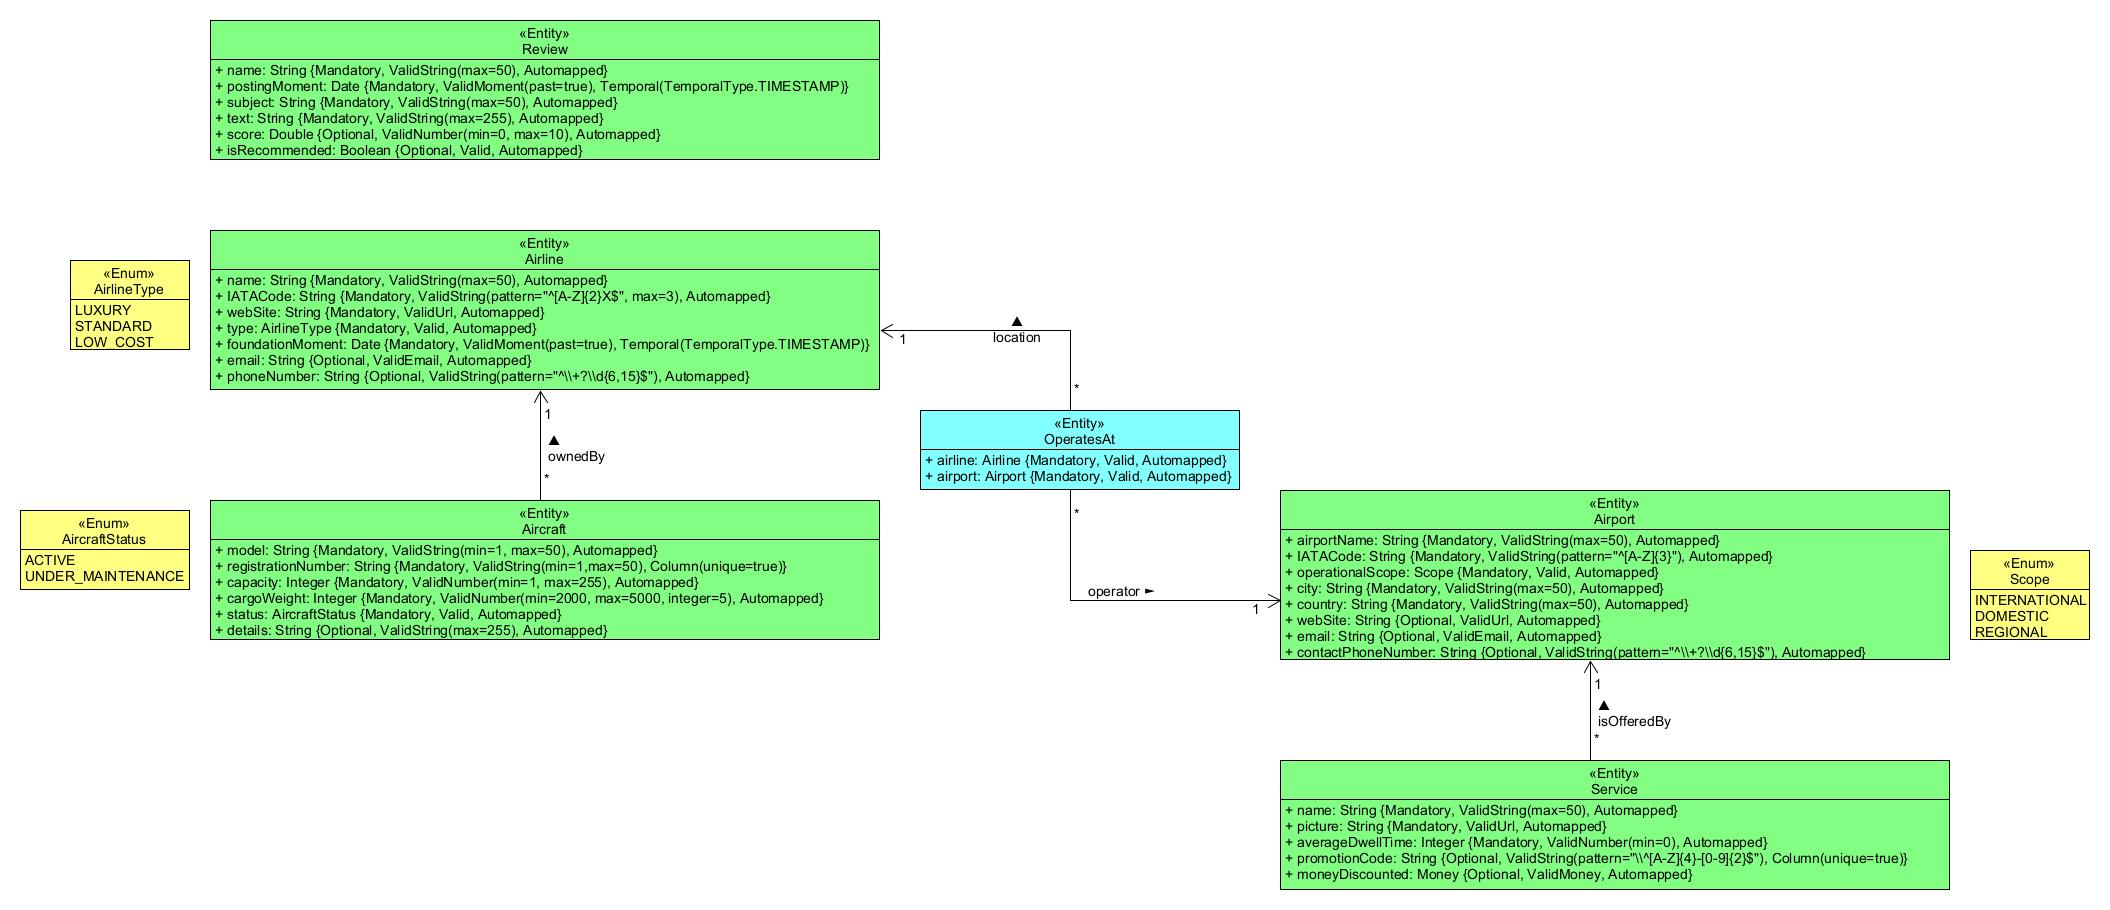 «Entity»
Review
+ name: String {Mandatory, ValidString(max=50), Automapped}
+ postingMoment: Date {Mandatory, ValidMoment(past=true), Temporal(TemporalType.TIMESTAMP)}
+ subject: String {Mandatory, ValidString(max=50), Automapped}
+ text: String {Mandatory, ValidString(max=255), Automapped}
+ score: Double {Optional, ValidNumber(min=0, max=10), Automapped}
+ isRecommended: Boolean {Optional, Valid, Automapped}
«Enum»
AirlineType
LUXURY
STANDARD
LOW_COST
«Entity»
Airline
+ name: String {Mandatory, ValidString(max=50), Automapped}
+ IATACode: String {Mandatory, ValidString(pattern="^[A-Z]{2}X$", max=3), Automapped}
+ webSite: String {Mandatory, ValidUrl, Automapped}
+ type: AirlineType {Mandatory, Valid, Automapped}
+ foundationMoment: Date {Mandatory, ValidMoment(past=true), Temporal(TemporalType.TIMESTAMP)}
+ email: String {Optional, ValidEmail, Automapped}
+ phoneNumber: String {Optional, ValidString(pattern="^\\+?\\d{6,15}$"), Automapped}
1
▲
location
*
1
▲
ownedBy
*
«Entity»
OperatesAt
+ airline: Airline {Mandatory, Valid, Automapped}
+ airport: Airport {Mandatory, Valid, Automapped}
*
operator ►
1
«Enum»
AircraftStatus
ACTIVE
UNDER_MAINTENANCE
«Entity»
Aircraft
+ model: String {Mandatory, ValidString(min=1, max=50), Automapped}
+ registrationNumber: String {Mandatory, ValidString(min=1,max=50), Column(unique=true)}
+ capacity: Integer {Mandatory, ValidNumber(min=1, max=255), Automapped}
+ cargoWeight: Integer {Mandatory, ValidNumber(min=2000, max=5000, integer=5), Automapped}
+ status: AircraftStatus {Mandatory, Valid, Automapped}
+ details: String {Optional, ValidString(max=255), Automapped}
«Entity»
Airport
+ airportName: String {Mandatory, ValidString(max=50), Automapped}
+ IATACode: String {Mandatory, ValidString(pattern="^[A-Z]{3}"), Automapped}
+ operationalScope: Scope {Mandatory, Valid, Automapped}
+ city: String {Mandatory, ValidString(max=50), Automapped}
+ country: String {Mandatory, ValidString(max=50), Automapped}
+ webSite: String {Optional, ValidUrl, Automapped}
+ email: String {Optional, ValidEmail, Automapped}
+ contactPhoneNumber: String {Optional, ValidString(pattern="^\\+?\\d{6,15}$"), Automapped}
«Enum»
Scope
INTERNATIONAL
DOMESTIC
REGIONAL
1
▲
isOfferedBy
*
«Entity»
Service
+ name: String {Mandatory, ValidString(max=50), Automapped}
+ picture: String {Mandatory, ValidUrl, Automapped}
+ averageDwellTime: Integer {Mandatory, ValidNumber(min=0), Automapped}
+ promotionCode: String {Optional, ValidString(pattern="\\^[A-Z]{4}-[0-9]{2}$"), Column(unique=true)}
+ moneyDiscounted: Money {Optional, ValidMoney, Automapped}